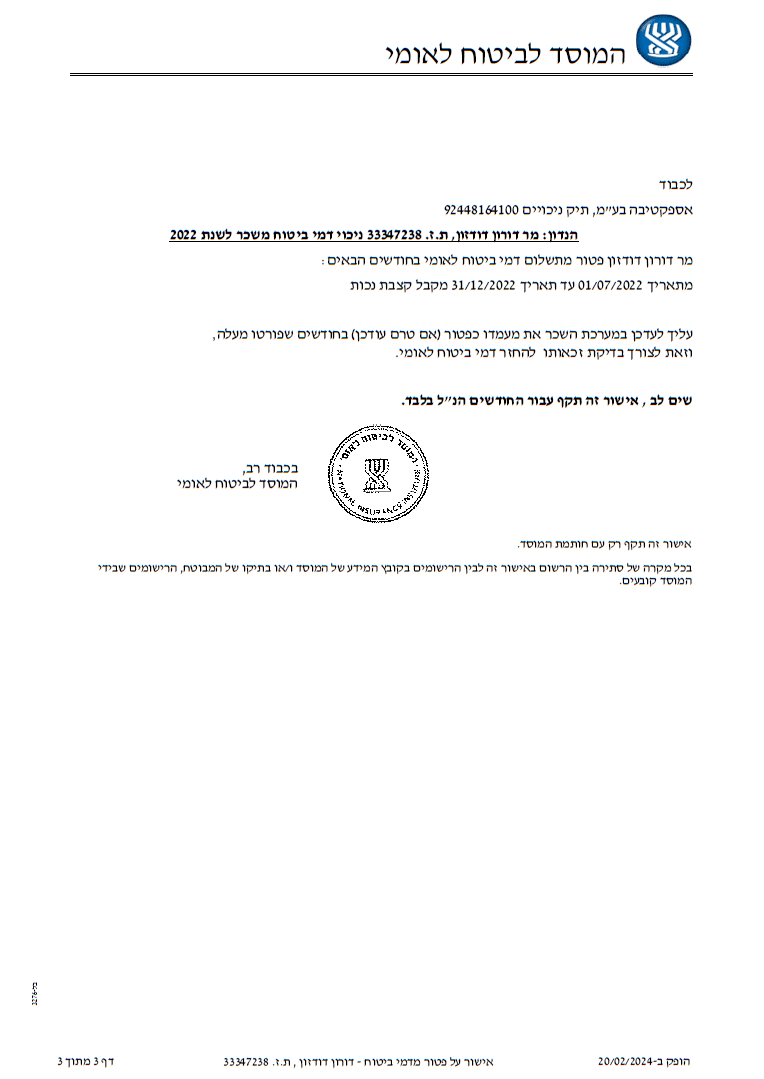 המוסד לביטוח לאומי
לכבוד
אספקטיבה בע"מ, תיק ניכויים 92448164100
הנדון: מר דורון דודזון, ת.ז. 33347238 ניכוי דמי ביטוח משכר לשנת 2022
מר דורון דודזון פטור מתשלום דמי ביטוח לאומי בחודשים הבאים:
מתאריך 01/07/2022 עד תאריך 31/12/2022 מקבל קצבת נכות
עליך לעדכן במערכת השכר את מעמדו כפטור (אם טרם עודכן) בחודשים שפורטו מעלה,
וזאת לצורך בדיקת זכאותו להחזר דמי ביטוח לאומי.
שים לב, אישור זה תקף עבור החודשים הנ"ל בלבד.
המוסד לביטוח לאומי
NATIONAL INSURANCE INSTITUTE
בכבוד רב,
המוסד לביטוח לאומי
אישור זה תקף רק עם חותמת המוסד.
בכל מקרה של סתירה בין הרשום באישור זה לבין הרישומים בקובץ המידע של המוסד ו/או בתיקו של המבוטח, הרישומים שבידי
המוסד קובעים.
הופק ב-20/02/2024
אישור על פטור מדמי ביטוח - דורון דודזון, ת.ז. 33347238
דף 3 מתוך 3